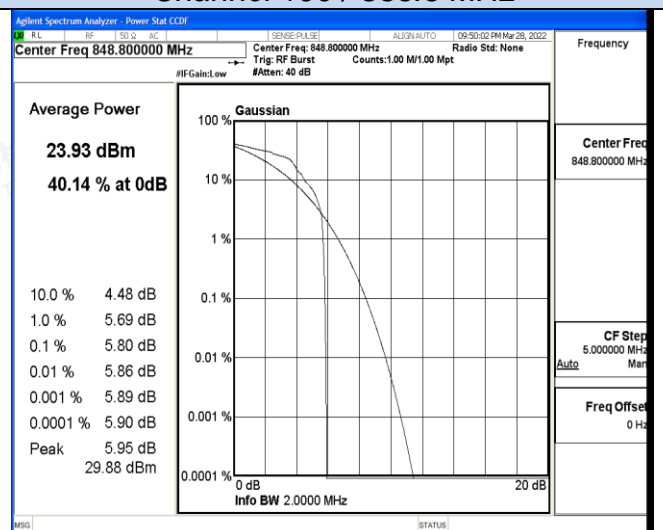 Agilent Spectrum Analyzer - Power Stat CCDF
RL RF 50 Ω AC SENSE:PULSE ALIGN AUTO 09:50:02 PM Mar 28, 2022
Center Freq 848.800000 MHz
Center Freq: 848.800000 MHz Radio Std: None
Trig: RF Burst Counts:1.00 M/1.00 Mpt
#IFGain:Low #Atten: 40 dB
Frequency
Average Power
23.93 dBm
40.14 % at 0dB
10.0 % 4.48 dB
1.0 % 5.69 dB
0.1 % 5.80 dB
0.01 % 5.86 dB
0.001 % 5.89 dB
0.0001 % 5.90 dB
Peak 5.95 dB
29.88 dBm
Gaussian
100 %
10 %
1 %
0.1 %
0.01 %
0.001 %
0.0001 %
0 dB 20 dB
Info BW 2.0000 MHz
Center Freq
848.800000 MHz
CF Step
5.000000 MHz
Auto Man
Freq Offset
0 Hz
MSG STATUS